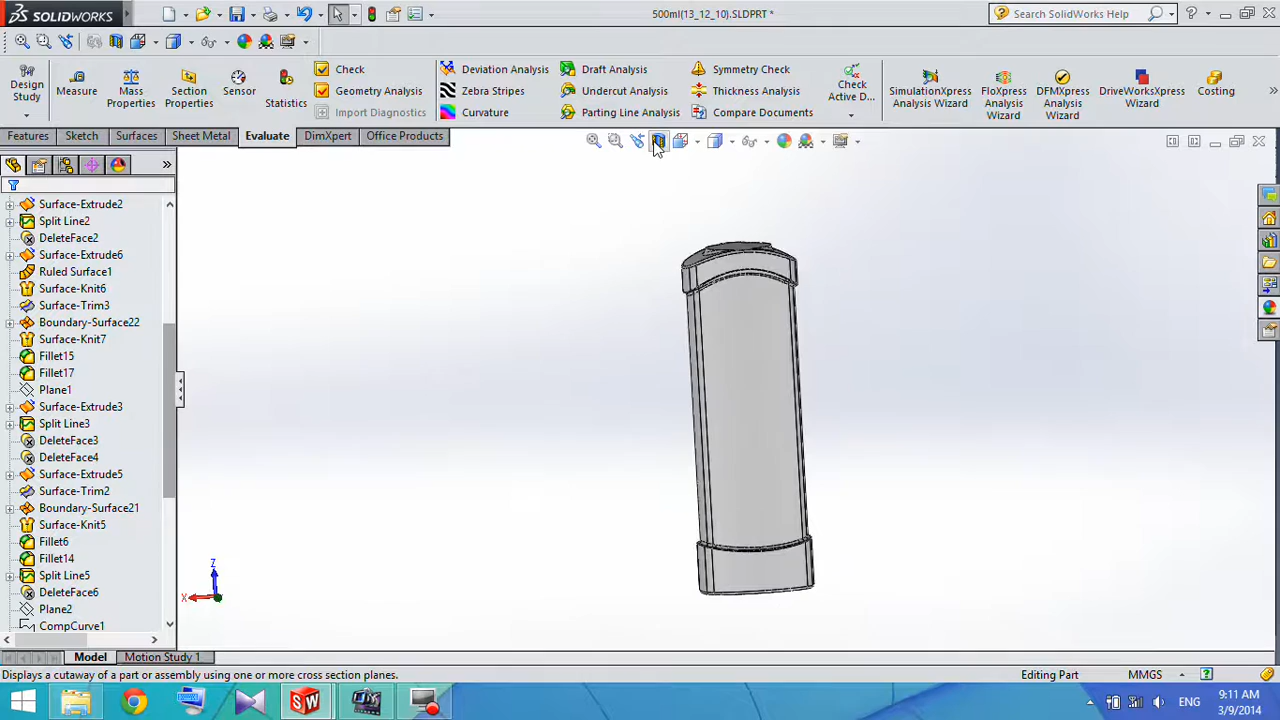 SOLIDWORKS
500ml(13_12_10).SLDPRT *
Search SolidWorks Help
Design Study
Measure
Mass Properties
Section Properties
Sensor
Statistics
Check
Geometry Analysis
Import Diagnostics
Deviation Analysis
Zebra Stripes
Curvature
Draft Analysis
Undercut Analysis
Parting Line Analysis
Symmetry Check
Thickness Analysis
Compare Documents
Check Active D...
SimulationXpress Analysis Wizard
FloXpress Analysis Wizard
DFMXpress Analysis Wizard
DriveWorksXpress Wizard
Costing
Features
Sketch
Surfaces
Sheet Metal
Evaluate
DimXpert
Office Products
Surface-Extrude2
Split Line2
DeleteFace2
Surface-Extrude6
Ruled Surface1
Surface-Knit6
Surface-Trim3
Boundary-Surface22
Surface-Knit7
Fillet15
Fillet17
Plane1
Surface-Extrude3
Split Line3
DeleteFace3
DeleteFace4
Surface-Extrude5
Surface-Trim2
Boundary-Surface21
Surface-Knit5
Fillet6
Fillet14
Split Line5
DeleteFace6
Plane2
CompCurve1
Z
X
Model
Motion Study 1
Displays a cutaway of a part or assembly using one or more cross section planes.
Editing Part
MMGS
ENG
9:11 AM
3/9/2014